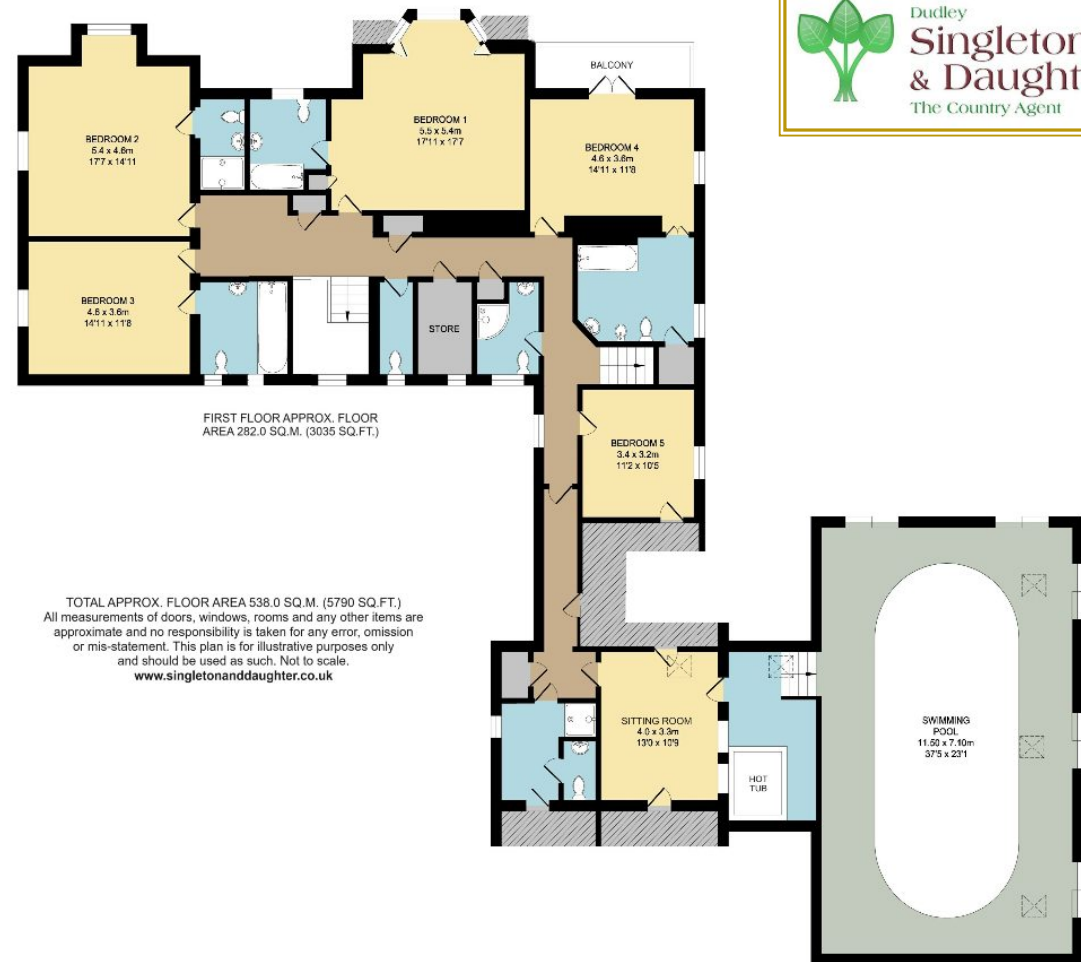 Dudley
Singleton
& Daught
The Country Agent
BALCONY
BEDROOM 1
5.5 x 5.4m
17'11 x 17'7
BEDROOM 2
5.4 x 4.6m
17'7 x 14'11
BEDROOM 4
4.6 x 3.6m
14'11 x 11'8
BEDROOM 3
4.6 x 3.6m
14'11 x 11'8
STORE
FIRST FLOOR APPROX. FLOOR
AREA 282.0 SQ.M. (3035 SQ.FT.)
BEDROOM 5
3.4 x 3.2m
11'2 x 10'5
TOTAL APPROX. FLOOR AREA 538.0 SQ.M. (5790 SQ.FT.)
All measurements of doors, windows, rooms and any other items are
approximate and no responsibility is taken for any error, omission
or mis-statement. This plan is for illustrative purposes only
and should be used as such. Not to scale.
www.singletonanddaughter.co.uk
SITTING ROOM
4.0 x 3.3m
13'0 x 10'9
HOT
TUB
SWIMMING
POOL
11.50 x 7.10m
37'5 x 23'1